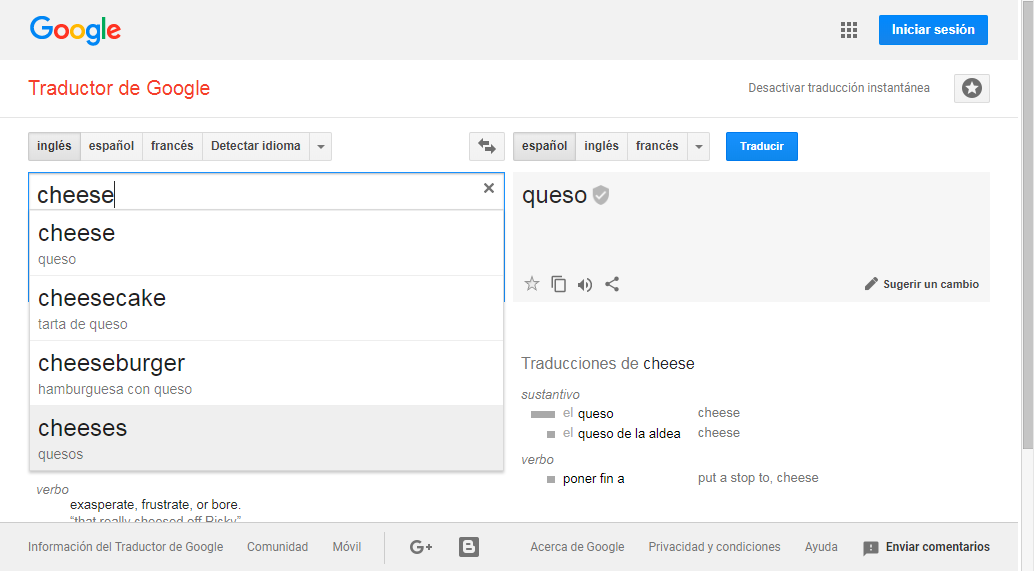 Google
Iniciar sesión
Traductor de Google
Desactivar traducción instantánea
inglés español francés Detectar idioma
español inglés francés
Traducir
cheese
queso
cheese
queso
cheesecake
tarta de queso
cheeseburger
hamburguesa con queso
cheeses
quesos
Sugerir un cambio
Traducciones de cheese
sustantivo
el queso cheese
el queso de la aldea cheese
verbo
poner fin a put a stop to, cheese
verbo
exasperate, frustrate, or bore.
“that really cheesed off Ricky”
Información del Traductor de Google Comunidad Móvil G+ B Acerca de Google Privacidad y condiciones Ayuda Enviar comentarios